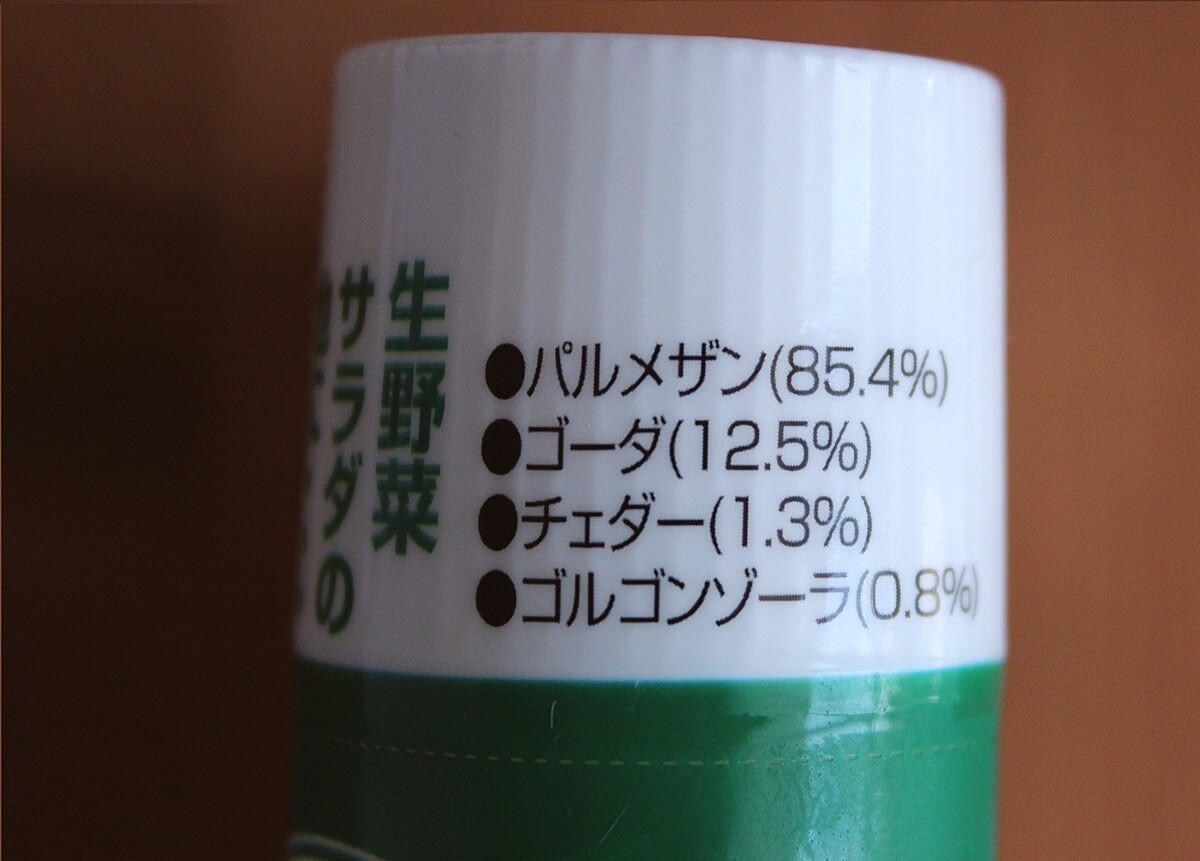 生野菜
サラダの
●パルメザン(85.4%)
●ゴーダ(12.5%)
●チェダー(1.3%)
●ゴルゴンゾーラ(0.8%)